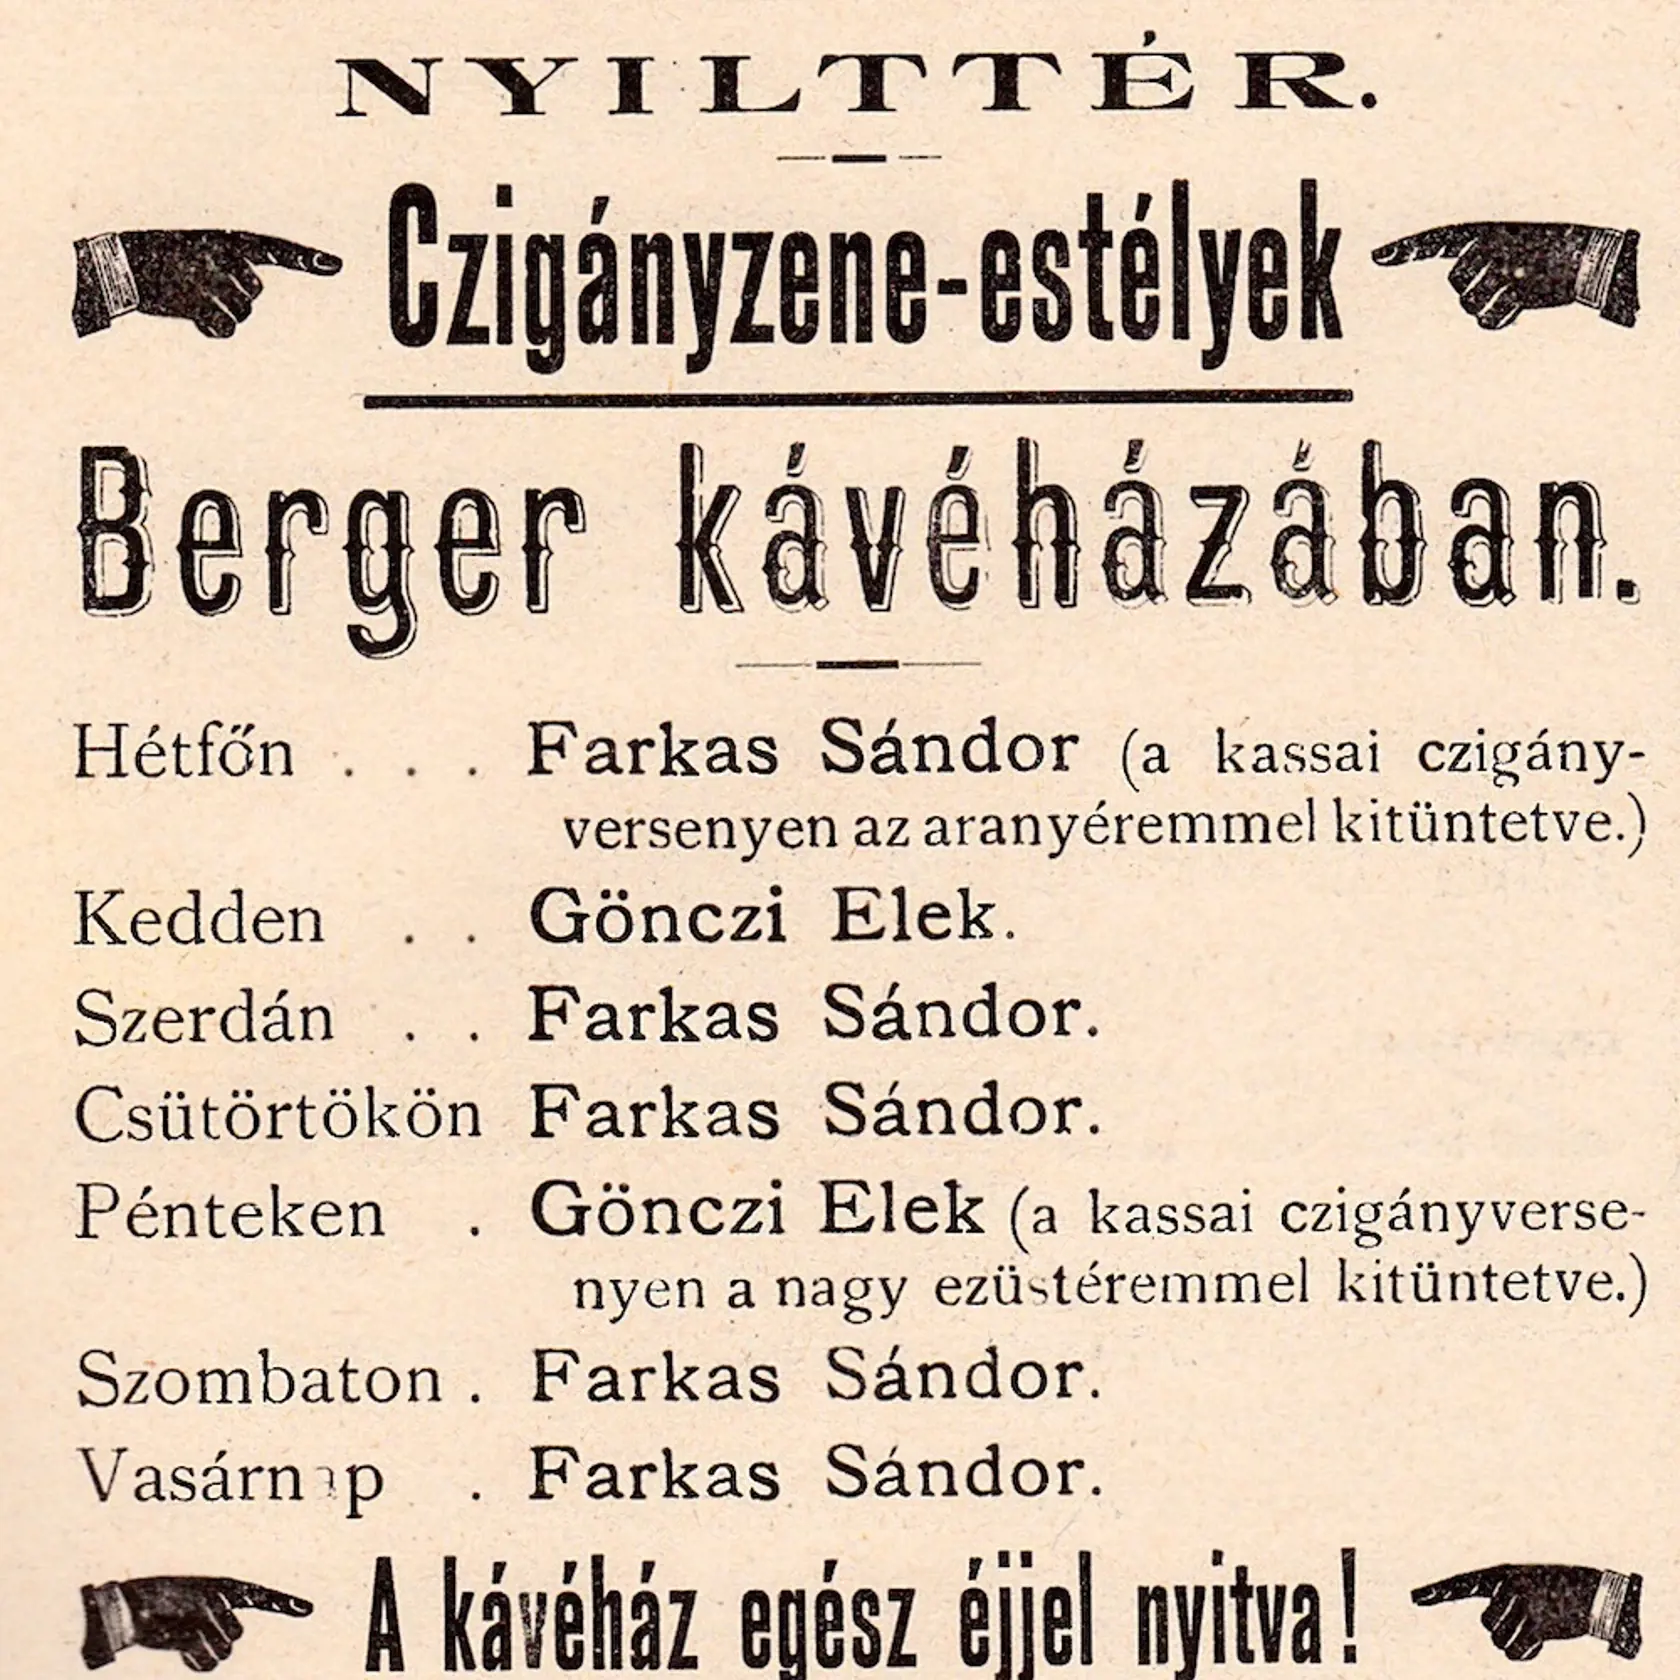 NYILTTÉR.
Czigányzene-estélyek
Berger kávéházában.
Hétfőn . . . Farkas Sándor (a kassai czigány-
versenyen az aranyéremmel kitüntetve.)
Kedden . . Gönczi Elek.
Szerdán . . Farkas Sándor.
Csütörtökön Farkas Sándor.
Pénteken . Gönczi Elek (a kassai czigányverse-
nyen a nagy ezüstéremmel kitüntetve.)
Szombaton . Farkas Sándor.
Vasárnap . Farkas Sándor.
A kávéház egész éjjel nyitva!